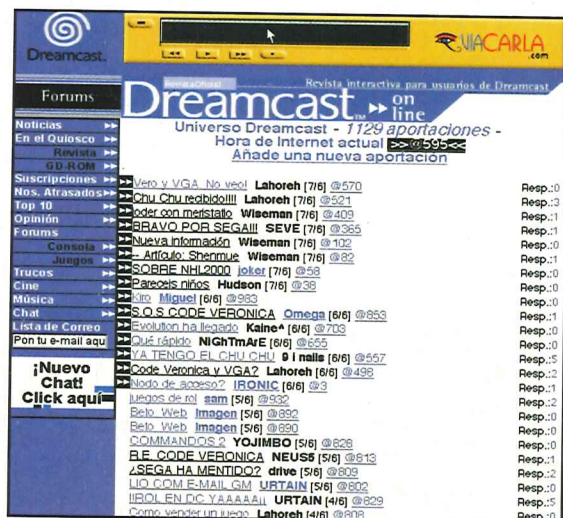 Dreamcast.
VIACARLA
.com
Forums
Revista Oficial
Revista interactiva para usuarios de Dreamcast
Dreamcast™ on line
Noticias
En el Quiosco
Revista
GD-ROM
Suscripciones
Nos. Atrasados
Top 10
Opinión
Forums
Consola
Juegos
Trucos
Cine
Música
Chat
Lista de Correo
Pon tu e-mail aqu
¡Nuevo
Chat!
Click aquí
Universo Dreamcast - 1129 aportaciones -
Hora de Internet actual >>@595<<
Añade una nueva aportación
Vero y VGA No veo! Lahoreh [7/6] @570 Resp.:0
Chu Chu recibido!!!! Lahoreh [7/6] @521 Resp.:3
oder con meristatio Wiseman [7/6] @409 Resp.:1
BRAVO POR SEGA!!! SEVE [7/6] @365 Resp.:1
Nueva información Wiseman [7/6] @102 Resp.:0
-- Artículo: Shenmue Wiseman [7/6] @82 Resp.:1
SOBRE NHL2000 joker [7/6] @58 Resp.:0
Pareceis niños Hudson [7/6] @38 Resp.:0
Kiro Miguel [6/6] @983 Resp.:0
S.O.S CODE VERONICA Omega [6/6] @853 Resp.:1
Evolution ha llegado Kaine^ [6/6] @703 Resp.:0
Qué rápido NiGhTmArE [6/6] @655 Resp.:0
YA TENGO EL CHU CHU 9 i nails [6/6] @557 Resp.:5
Code Veronica y VGA? Lahoreh [6/6] @498 Resp.:2
Nodo de acceso? IRONIC [6/6] @3 Resp.:1
juegos de rol sam [5/6] @932 Resp.:2
Beto Web Imagen [5/6] @892 Resp.:0
Beto Web Imagen [5/6] @890 Resp.:0
COMMANDOS 2 YOJIMBO [5/6] @828 Resp.:0
R.E. CODE VERONICA NEUS5 [5/6] @813 Resp.:1
¿SEGA HA MENTIDO? drive [5/6] @809 Resp.:2
LIO COM E-MAIL GM URTAIN [5/6] @802 Resp.:0
IIROL EN DC YAAAAA¡¡ URTAIN [4/6] @829 Resp.:5
Como vender un juego Lahoreh [4/6] @808 Resp.:0